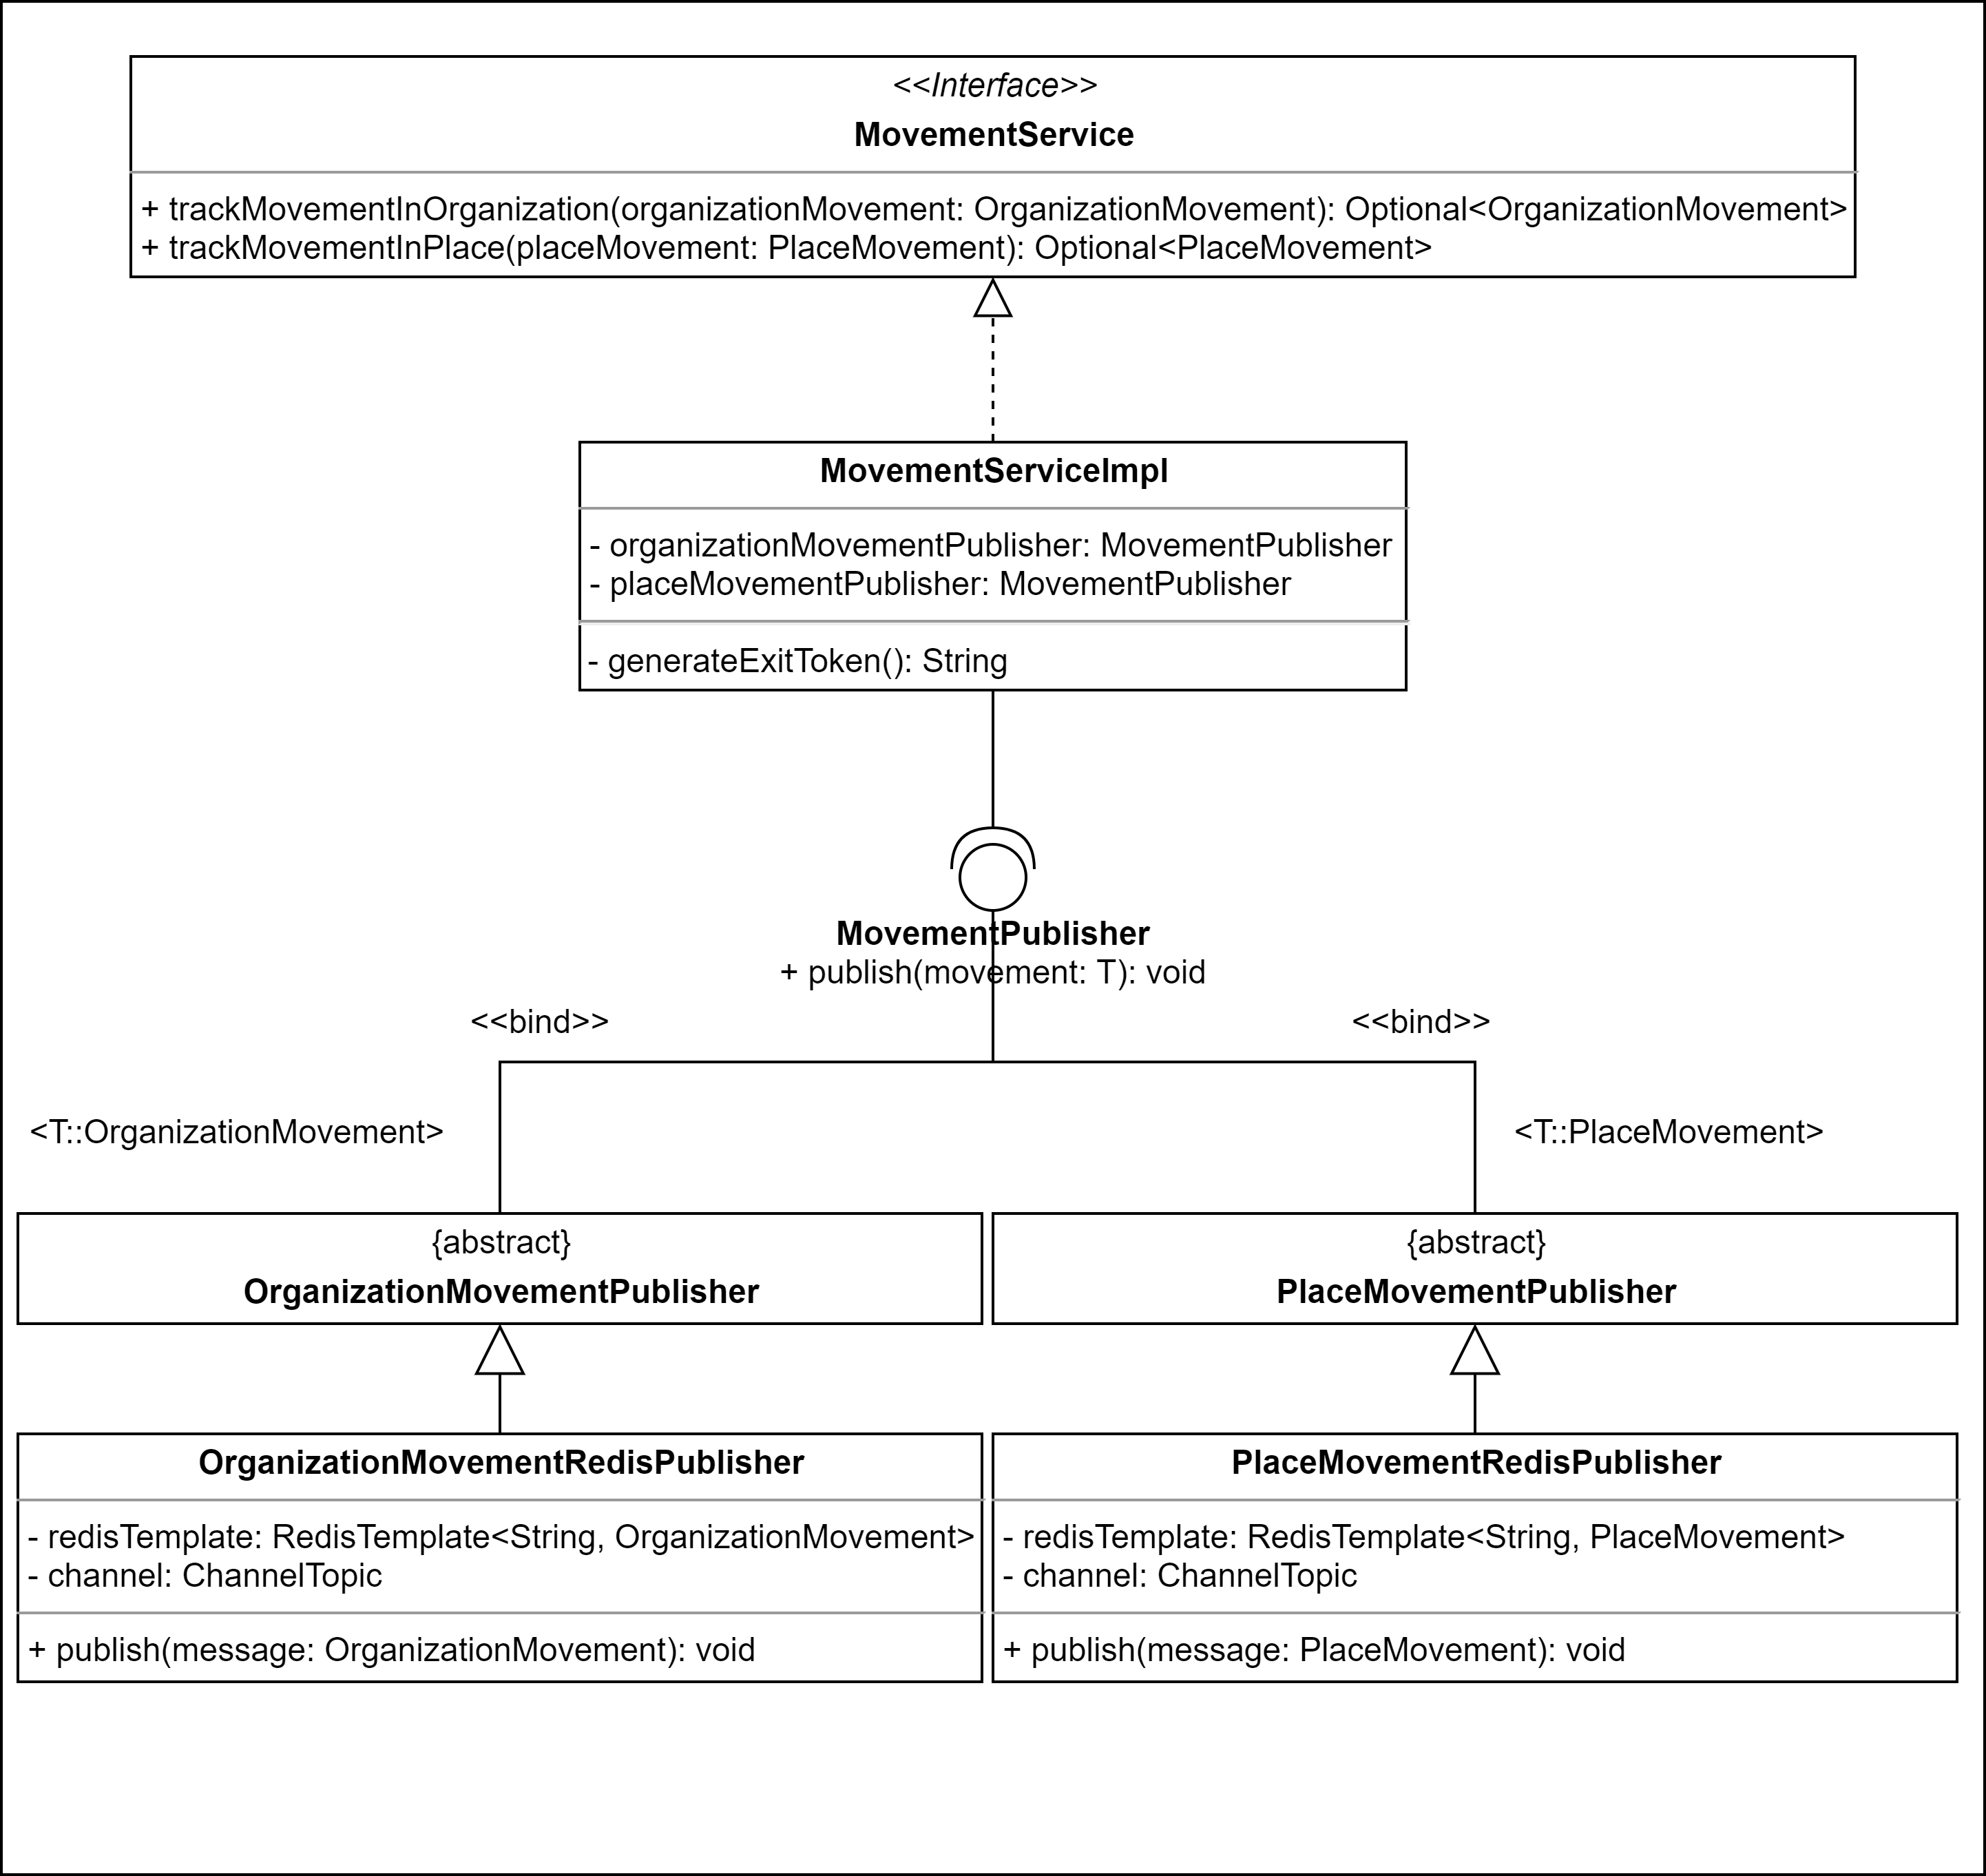 <<Interface>>
MovementService
+ trackMovementInOrganization(organizationMovement: OrganizationMovement): Optional<OrganizationMovement>
+ trackMovementInPlace(placeMovement: PlaceMovement): Optional<PlaceMovement>
MovementServiceImpl
- organizationMovementPublisher: MovementPublisher
- placeMovementPublisher: MovementPublisher
- generateExitToken(): String
MovementPublisher
+ publish(movement: T): void
<<bind>>
<<bind>>
<T::OrganizationMovement>
<T::PlaceMovement>
{abstract}
OrganizationMovementPublisher
{abstract}
PlaceMovementPublisher
OrganizationMovementRedisPublisher
- redisTemplate: RedisTemplate<String, OrganizationMovement>
- channel: ChannelTopic
+ publish(message: OrganizationMovement): void
PlaceMovementRedisPublisher
- redisTemplate: RedisTemplate<String, PlaceMovement>
- channel: ChannelTopic
+ publish(message: PlaceMovement): void